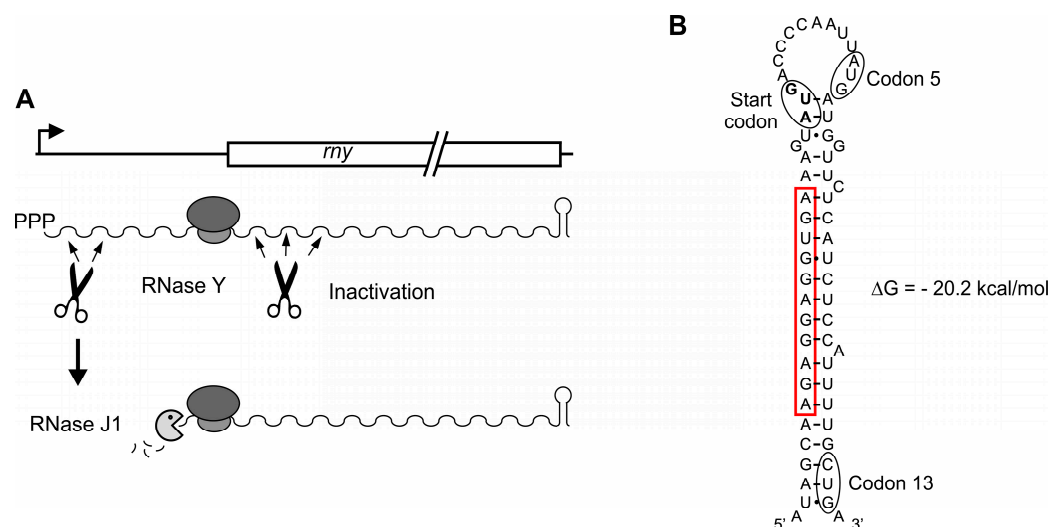 A
rny
PPP
RNase Y
Inactivation
RNase J1
B
ACCCCAAUUAUG
Codon 5
Start
codon
G
U-A
A-U
U•G
G G
A U
A-U
C
A-U
G-C
U-A
G•U
G-C
A-U
G-C
G-C
A
A-U
G-U
A-U
A-U
C-G
G-C
A-U
U•G
5' A A 3'
ΔG = - 20.2 kcal/mol
Codon 13